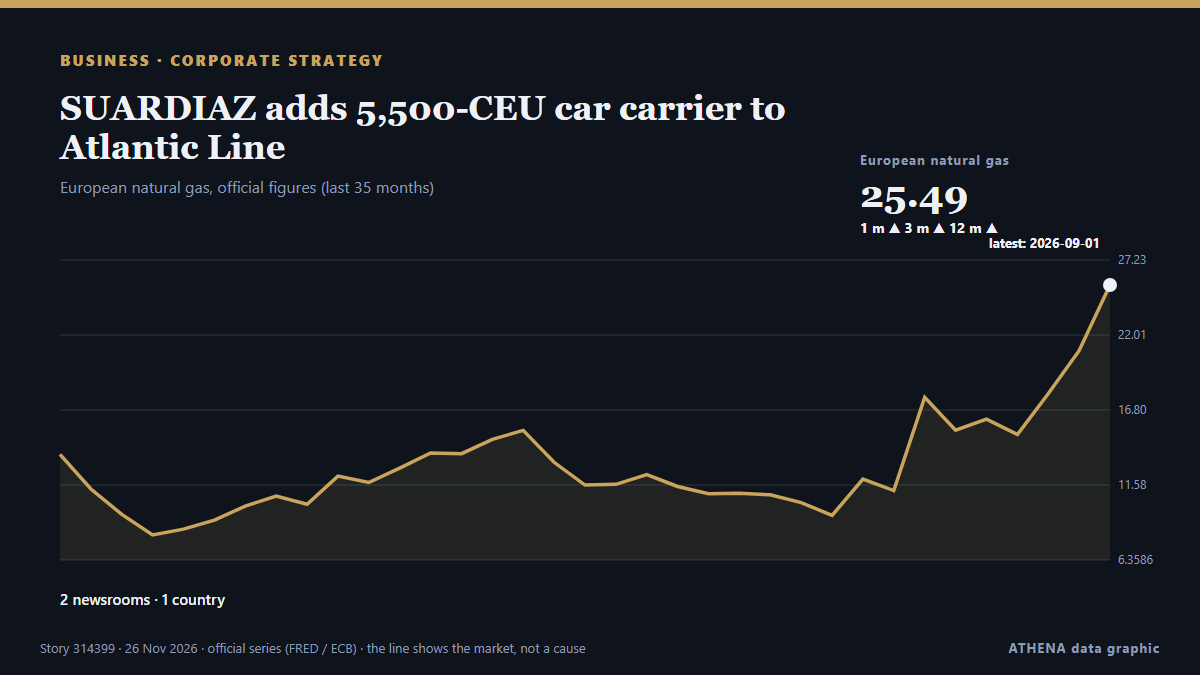 BUSINESS · CORPORATE STRATEGY
SUARDIAZ adds 5,500-CEU car carrier to
Atlantic Line
European natural gas, official figures (last 35 months)
European natural gas
25.49
1 m ▲ 3 m ▲ 12 m ▲
latest: 2026-09-01
27.23
22.01
16.80
11.58
6.3586
2 newsrooms · 1 country
Story 314399 · 26 Nov 2026 · official series (FRED / ECB) · the line shows the market, not a cause
ATHENA data graphic